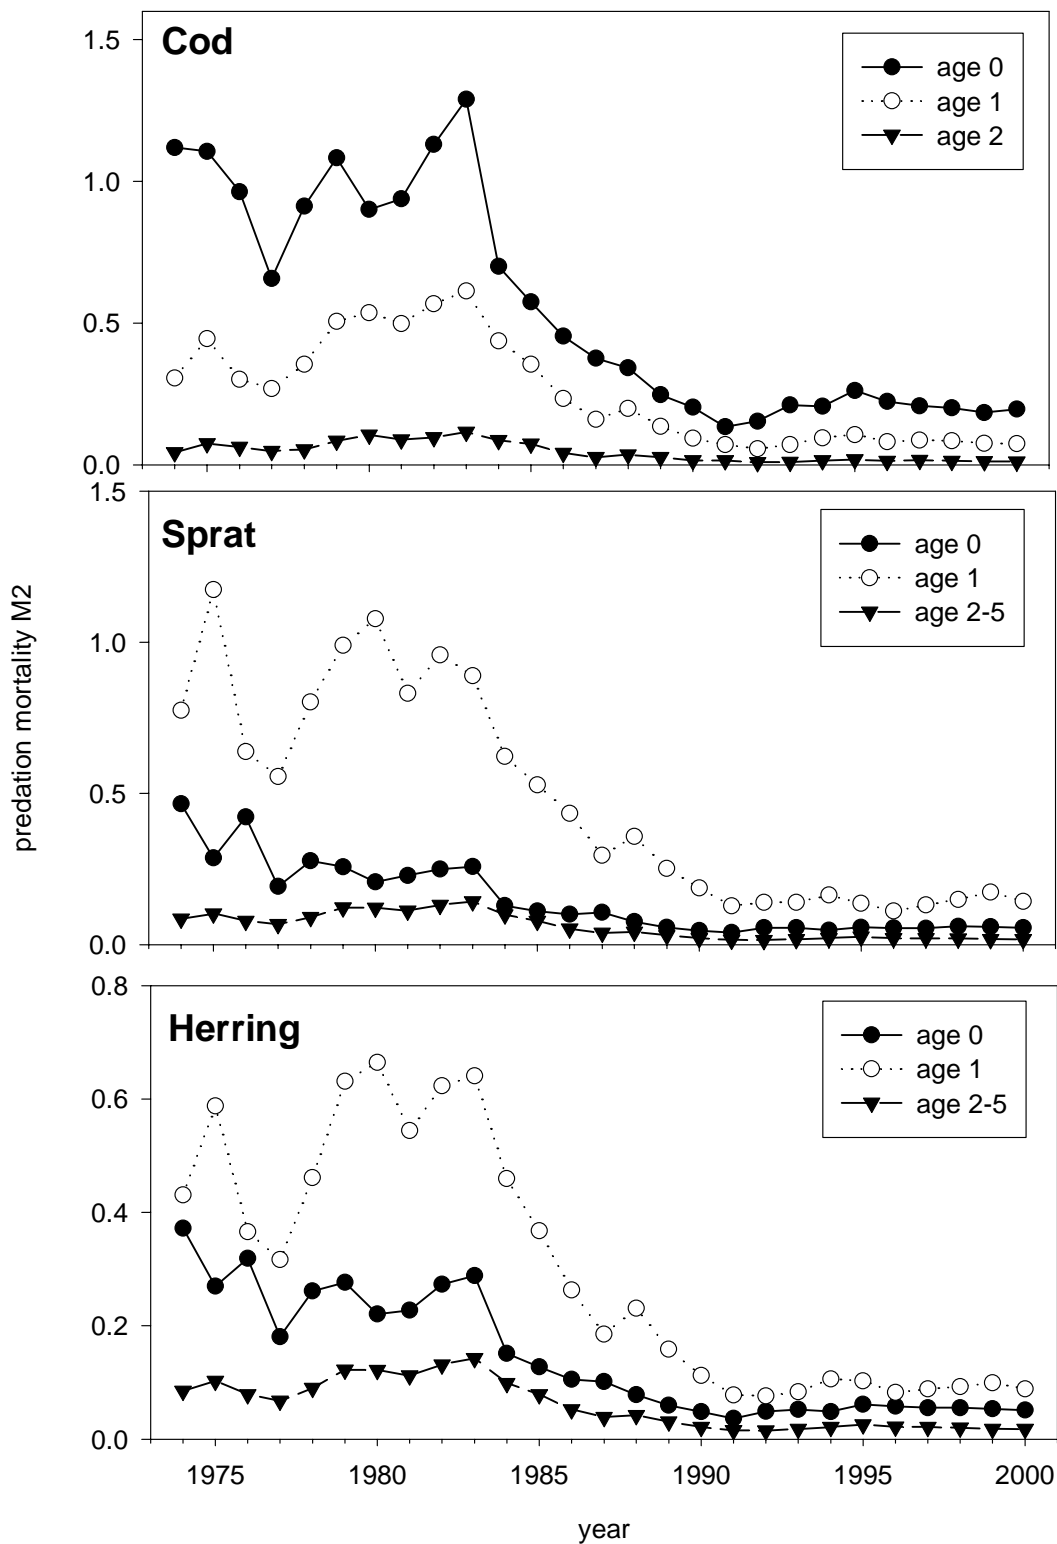 Cod
1.5
1.0
0.5
0.0
age 0
age 1
age 2
predation mortality M2
Sprat
1.5
1.0
0.5
0.0
age 0
age 1
age 2-5
Herring
0.8
0.6
0.4
0.2
0.0
age 0
age 1
age 2-5
1975 1980 1985 1990 1995 2000
year